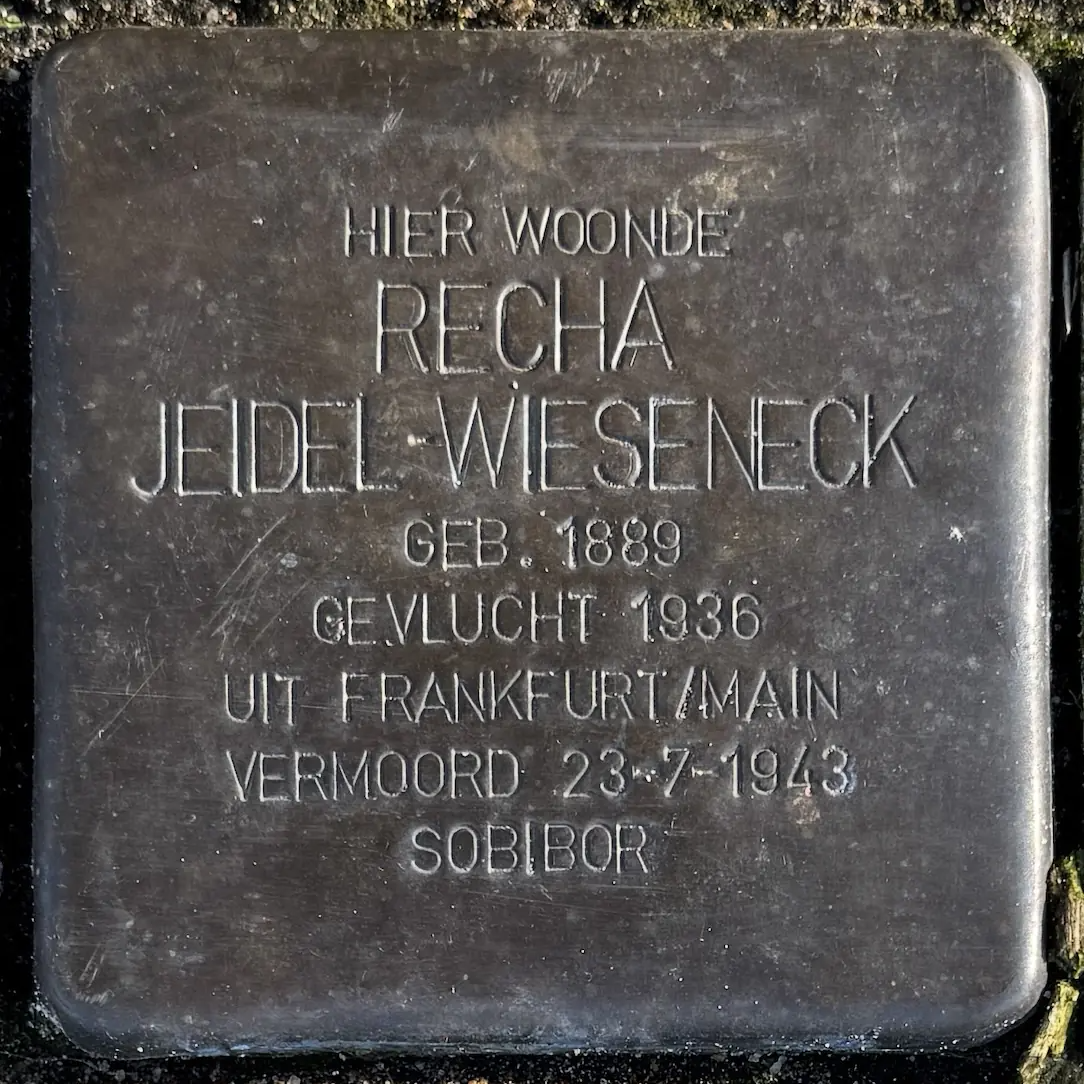 HIER WOONDE
RECHA
JEIDEL-WIESENECK
GEB. 1889
GEVLUCHT 1936
UIT FRANKFURT/MAIN
VERMOORD 23-7-1943
SOBIBOR